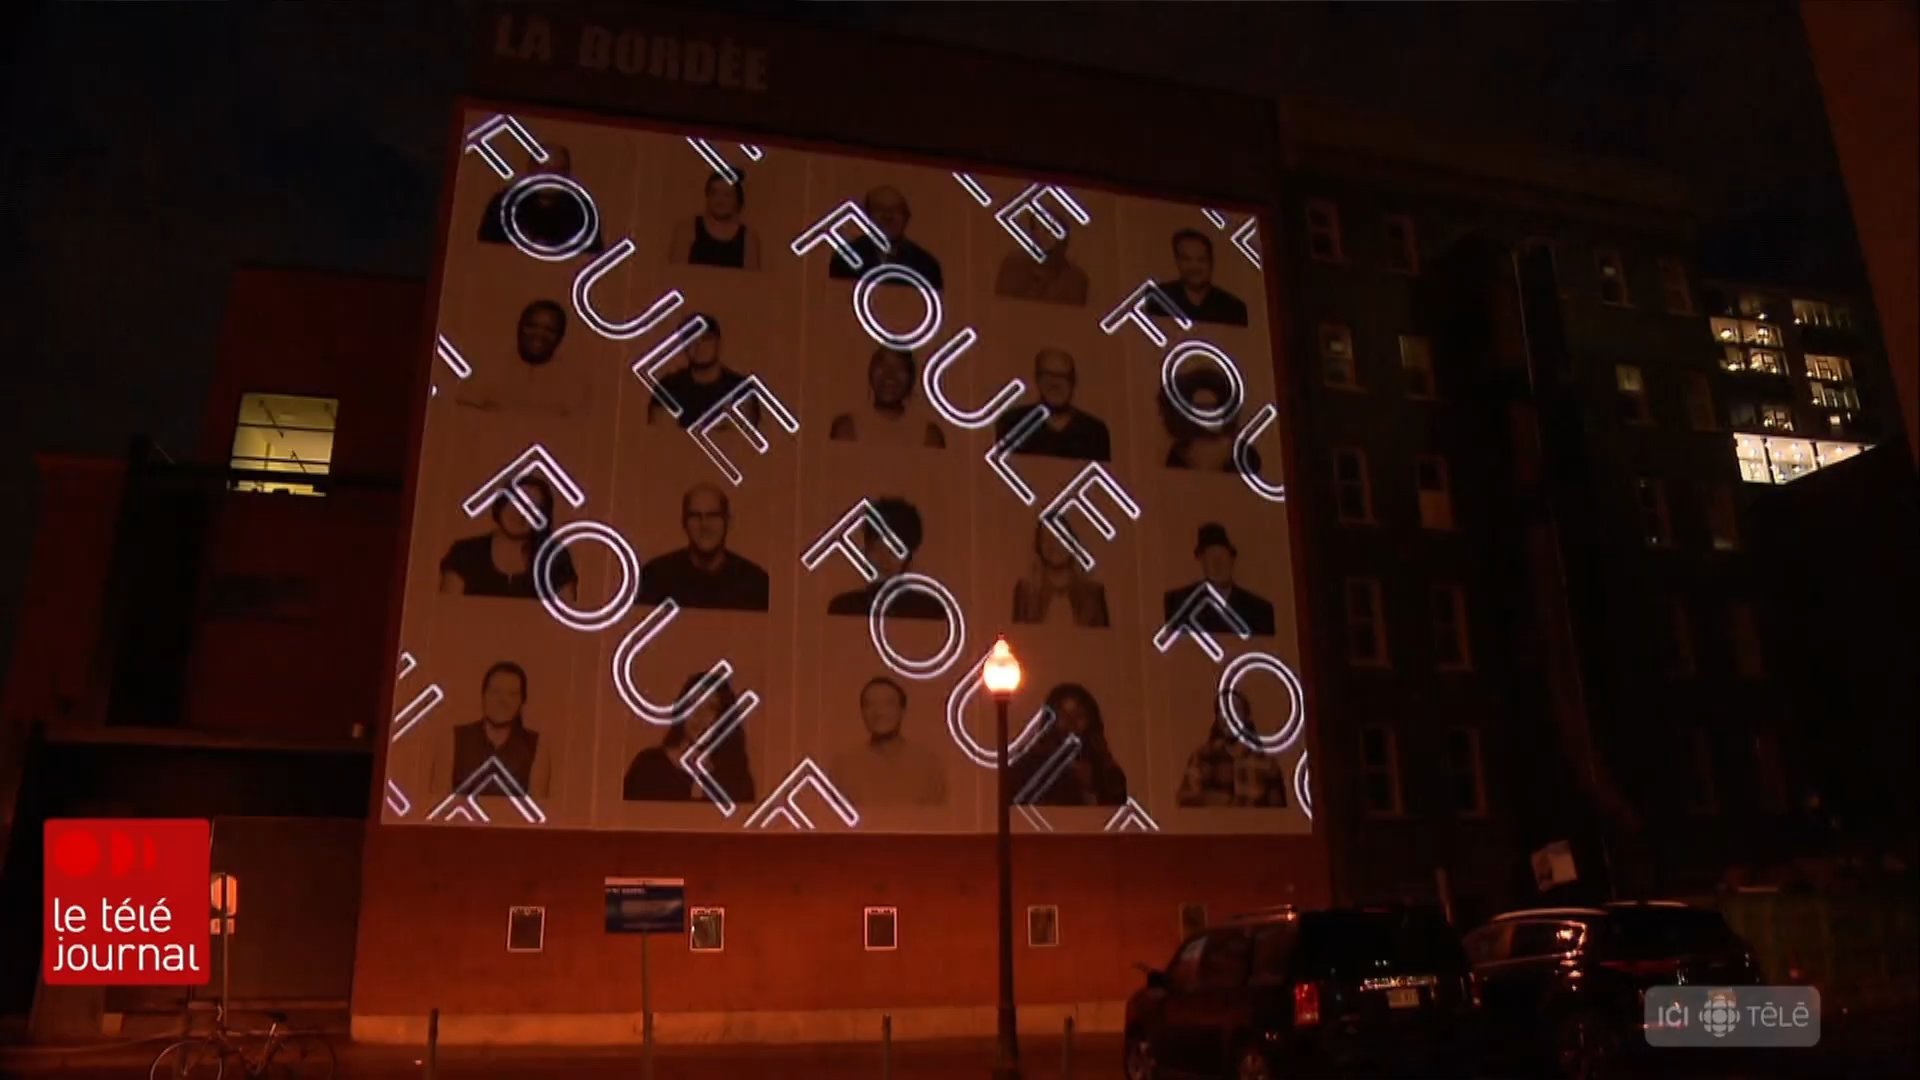 LA BORDÉE
FOULE
FOULE
FOULE
FOULE
FOULE
FOULE
le télé
journal
ICI TÉLÉ